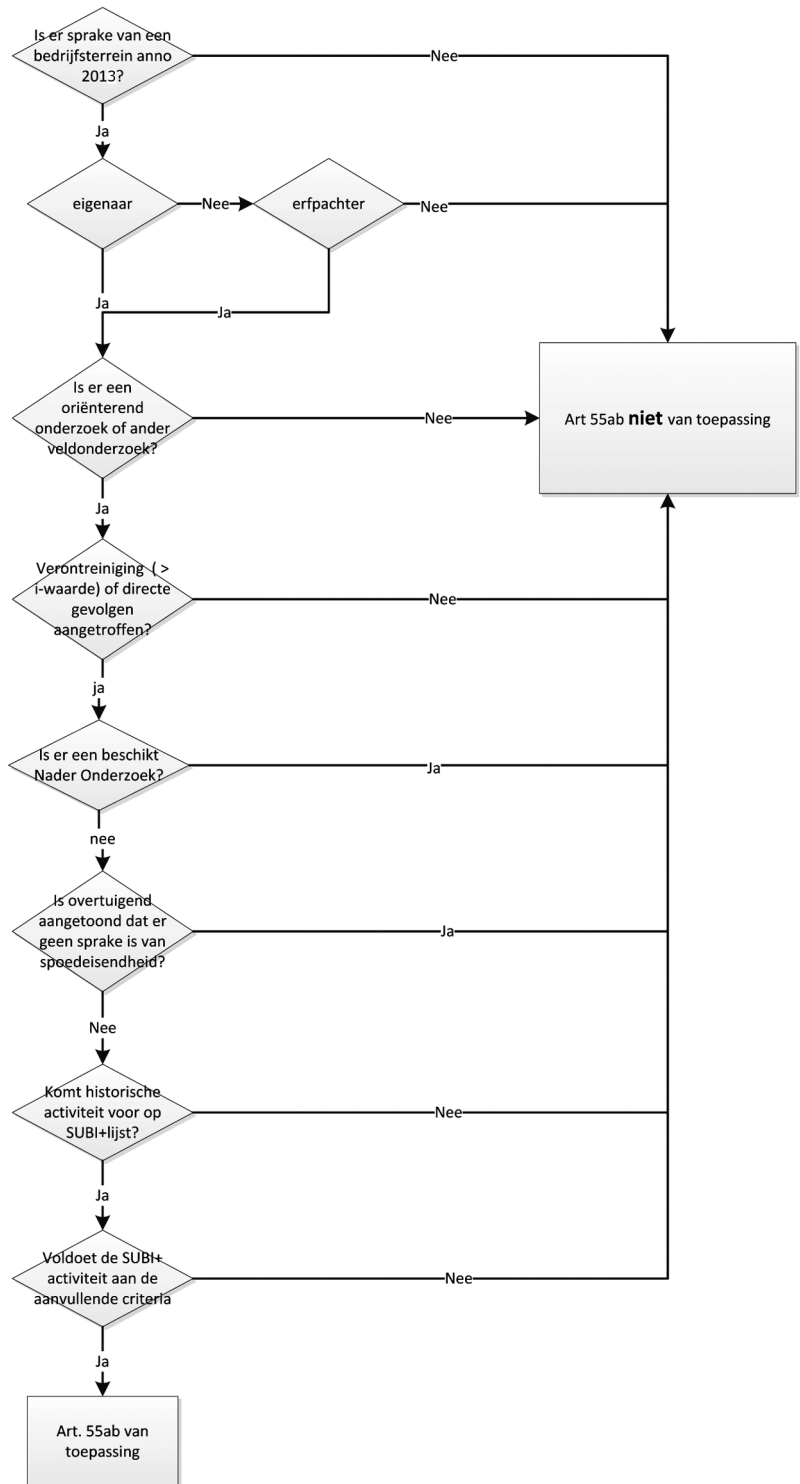 Is er sprake van een
bedrijfsterrein anno
2013?
Nee
Ja
eigenaar
Nee
erfpachter
Nee
Ja
Ja
Is er een
oriënterend
onderzoek of ander
veldonderzoek?
Nee
Art 55ab niet van toepassing
Ja
Verontreiniging ( >
i-waarde) of directe
gevolgen
aangetroffen?
Nee
ja
Is er een beschikt
Nader Onderzoek?
Ja
nee
Is overtuigend
aangetoond dat er
geen sprake is van
spoedeisendheid?
Ja
Nee
Komt historische
activiteit voor op
SUBI+lijst?
Nee
Ja
Voldoet de SUBI+
activiteit aan de
aanvullende criteria
Nee
Ja
Art. 55ab van
toepassing